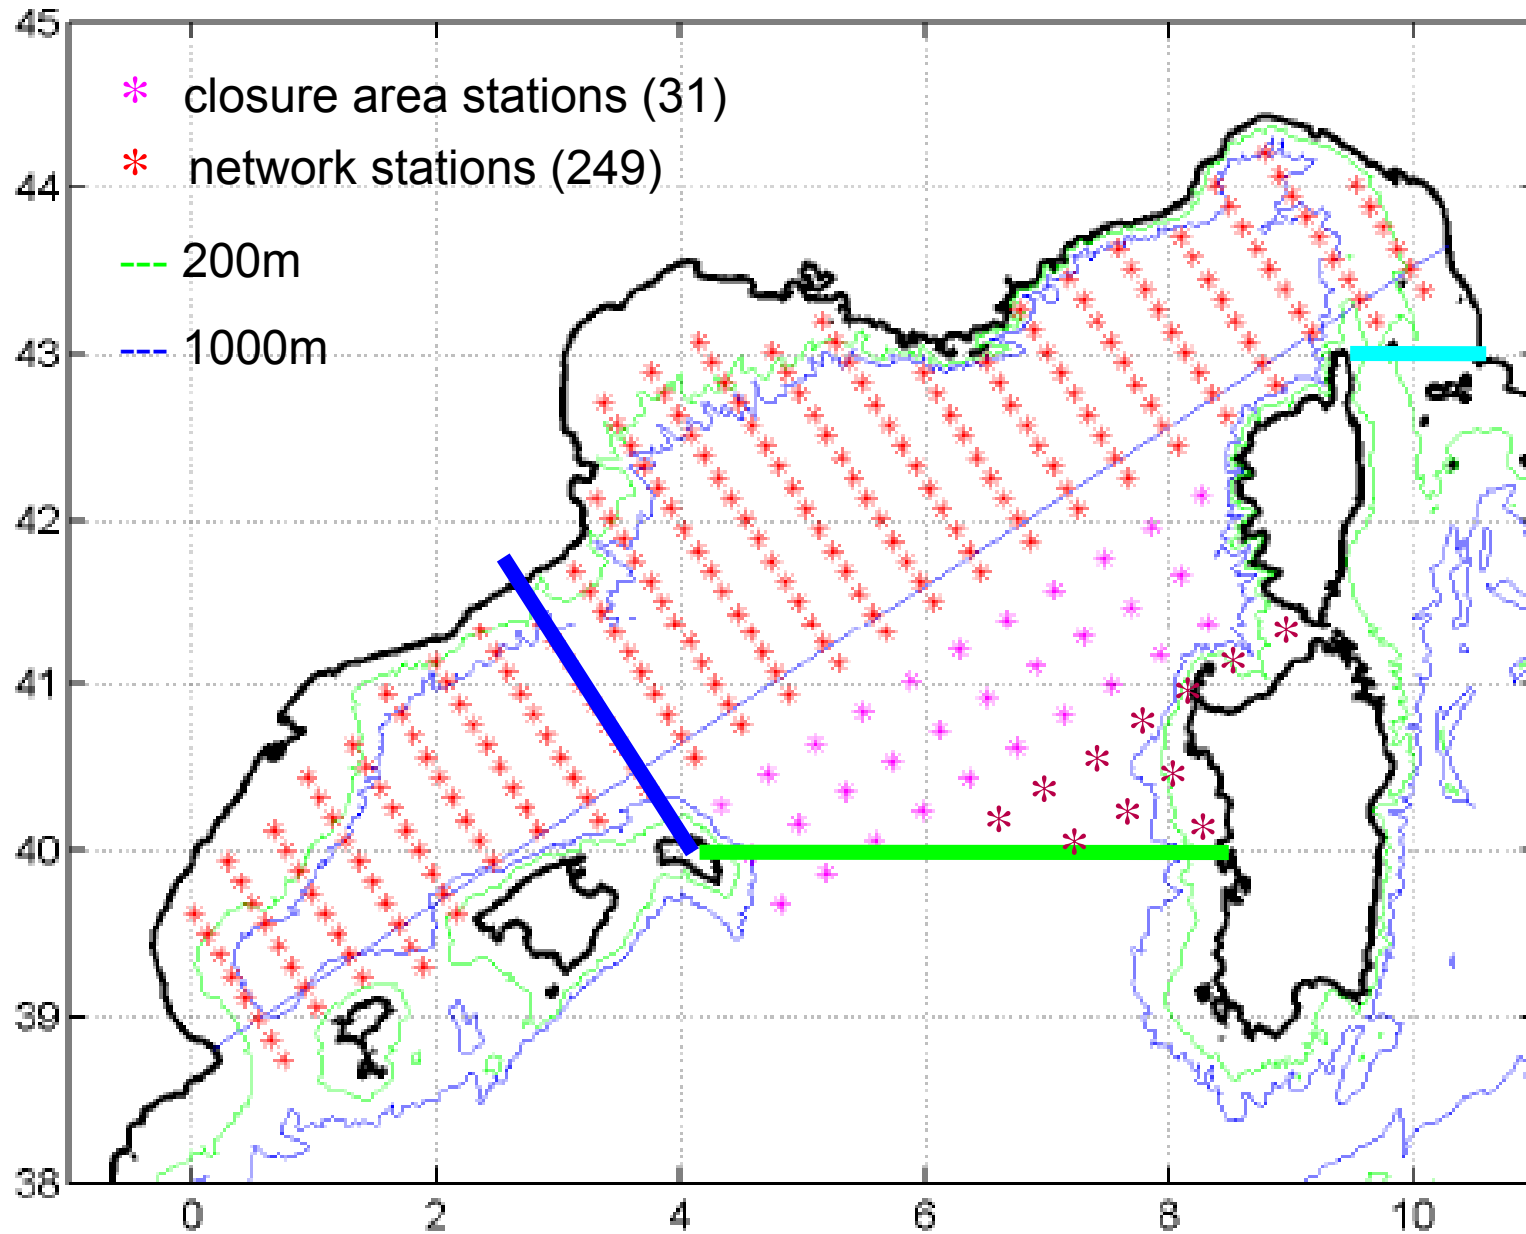 45
* closure area stations (31)
* network stations (249)
44
--- 200m
43
--- 1000m
42
41
40
39
38
0 2 4 6 8 10